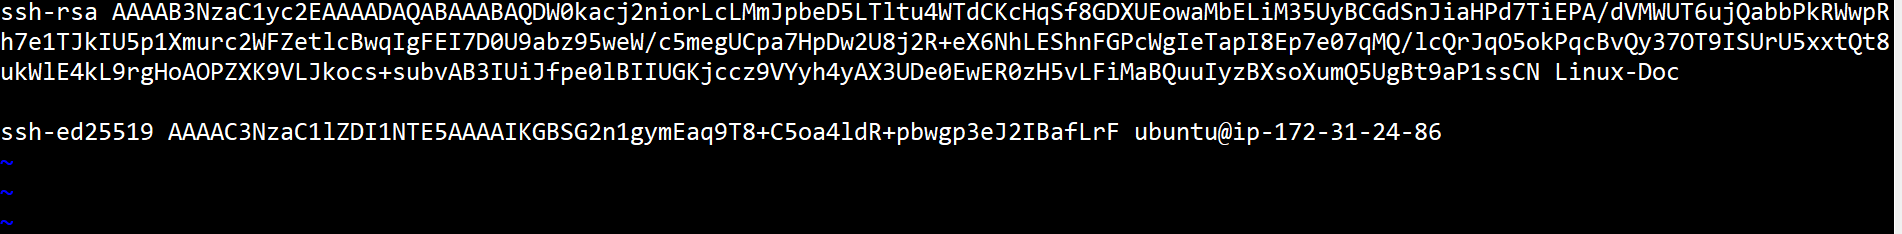 ssh-rsa AAAAB3NzaC1yc2EAAAADAQABAAABAQDW0kacj2niorLcLMmJpbeD5LTltu4WTdCKcHqSf8GDXUEowaMbELiM35UyBCGdSnJiaHPd7TiEPA/dVMWUT6ujQabbPkRWwpR
h7e1TJkIU5p1Xmurc2WFZetlcBwqIgFEI7D0U9abz95weW/c5megUCpa7HpDw2U8j2R+eX6NhLEShnFGPcWgIeTapI8Ep7e07qMQ/lcQrJqO5okPqcBvQy37OT9ISUrU5xxtQt8
ukWlE4kL9rgHoAOPZXK9VLJkocs+subvAB3IUiJfpe0lBIIUGKjccz9VYyh4yAX3UDe0EwER0zH5vLFiMaBQuuIyzBXsoXumQ5UgBt9aP1ssCN Linux-Doc
ssh-ed25519 AAAAC3NzaC1lZDI1NTE5AAAAIKGBSG2n1gymEaq9T8+C5oa4ldR+pbwgp3eJ2IBafLrF ubuntu@ip-172-31-24-86
~
~
~